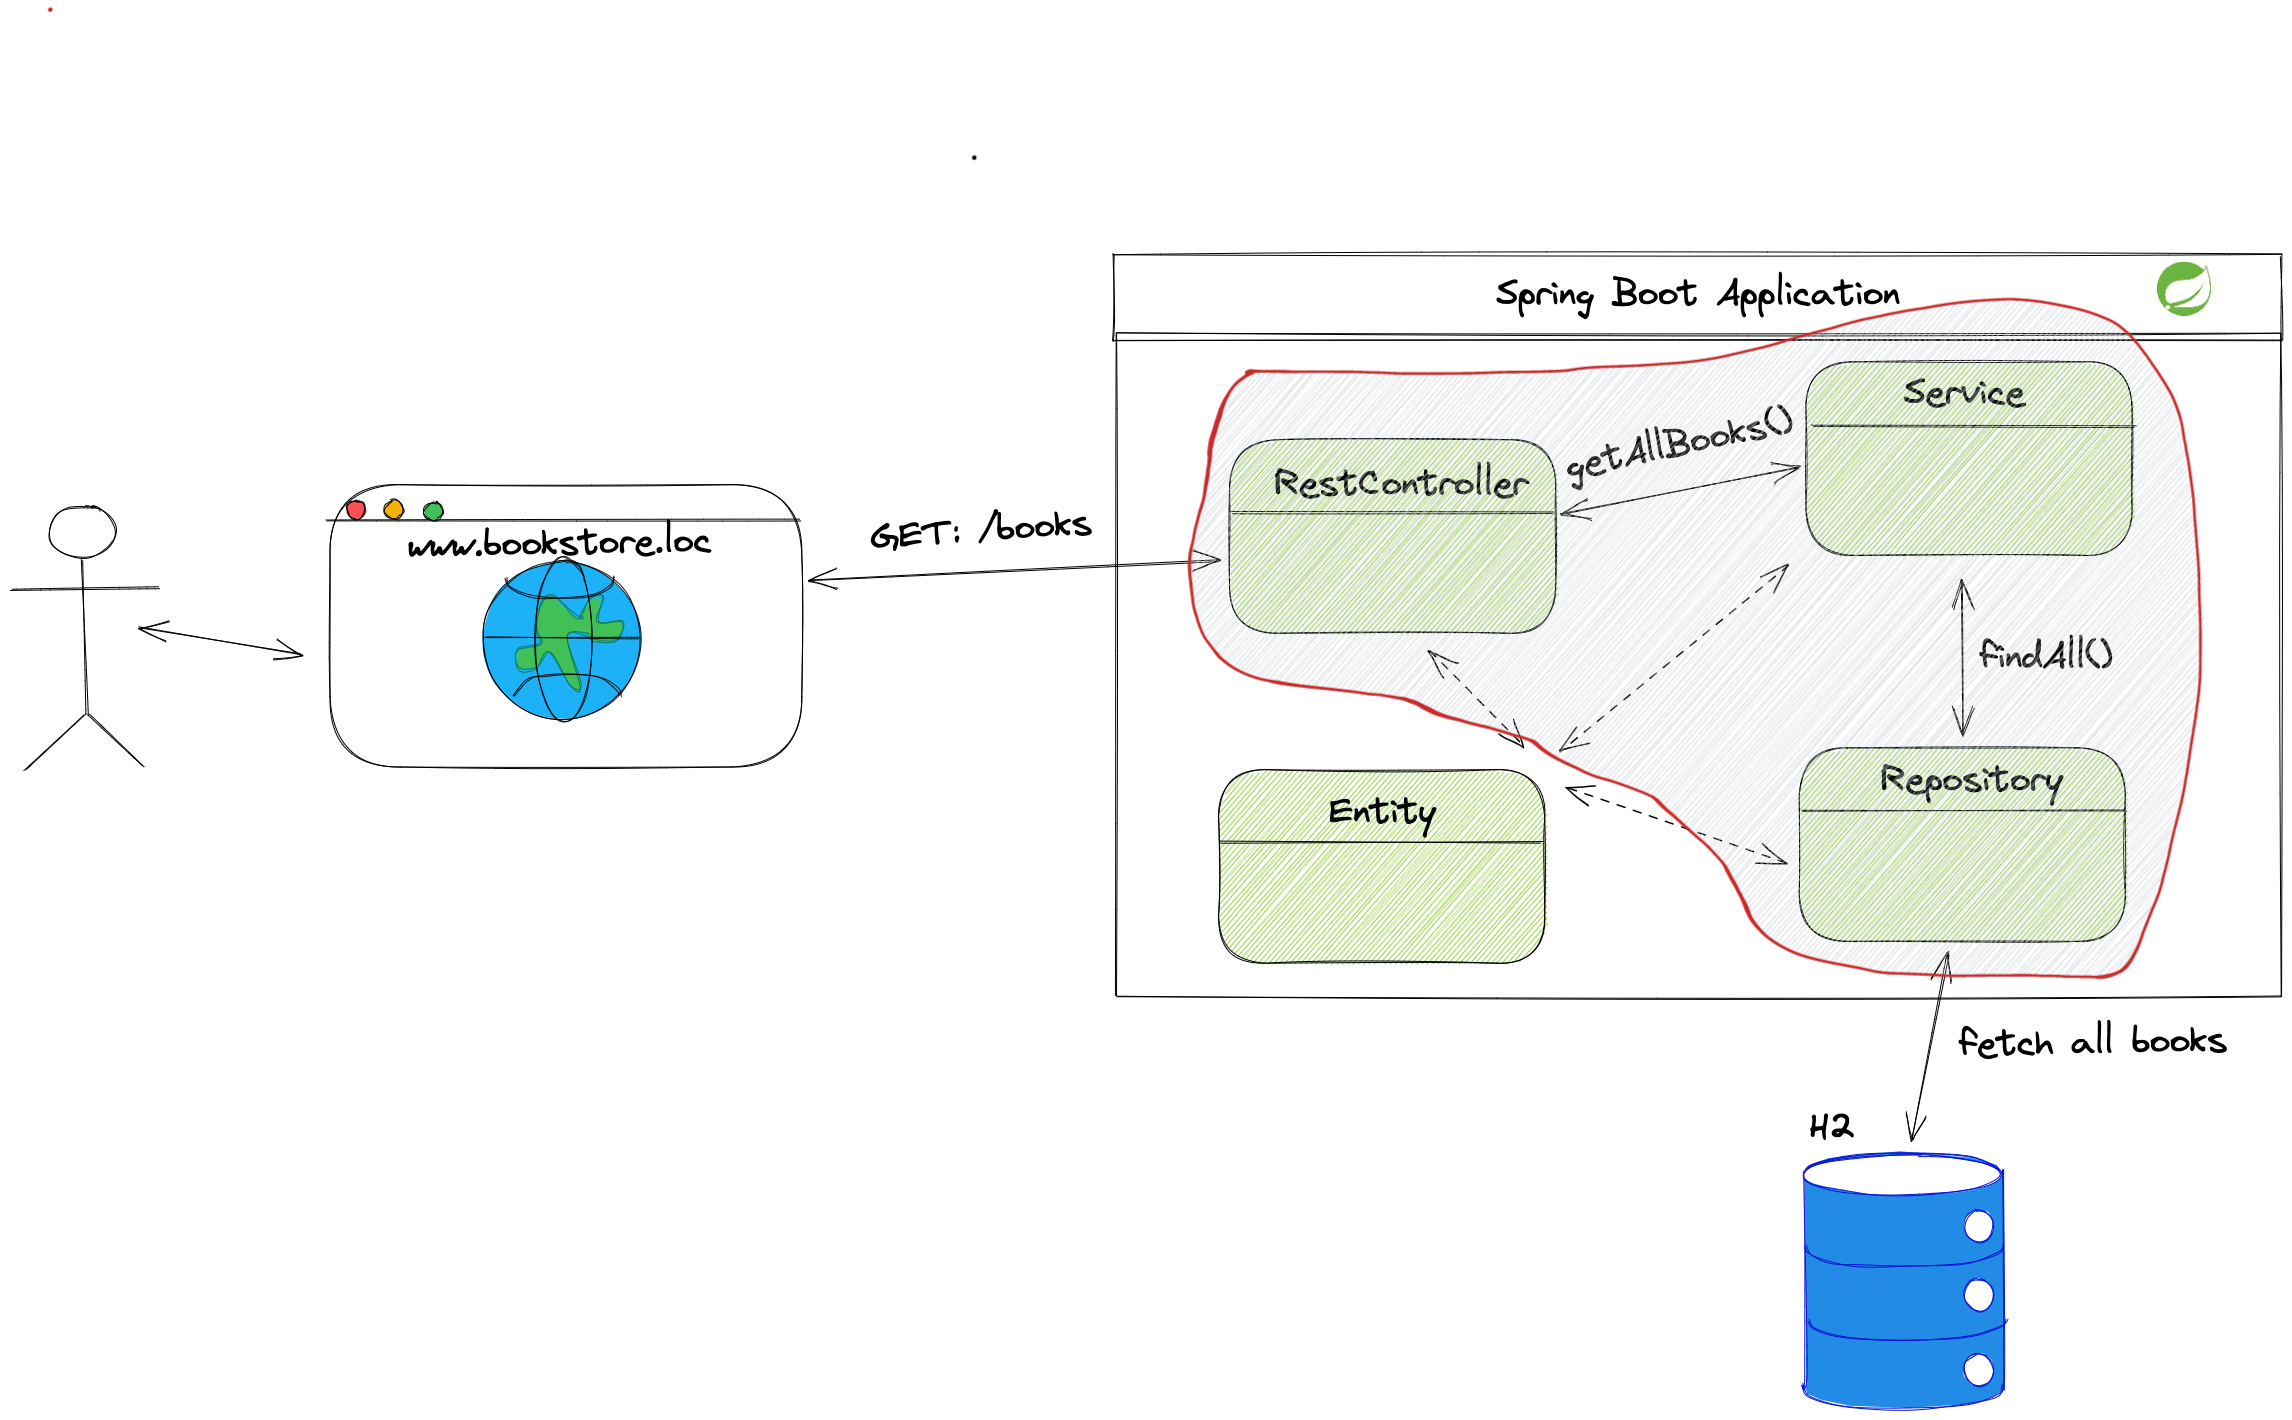 Spring Boot Application
Service
getAllBooks()
RestController
GET: /books
www.bookstore.loc
findAll()
Repository
Entity
fetch all books
H2